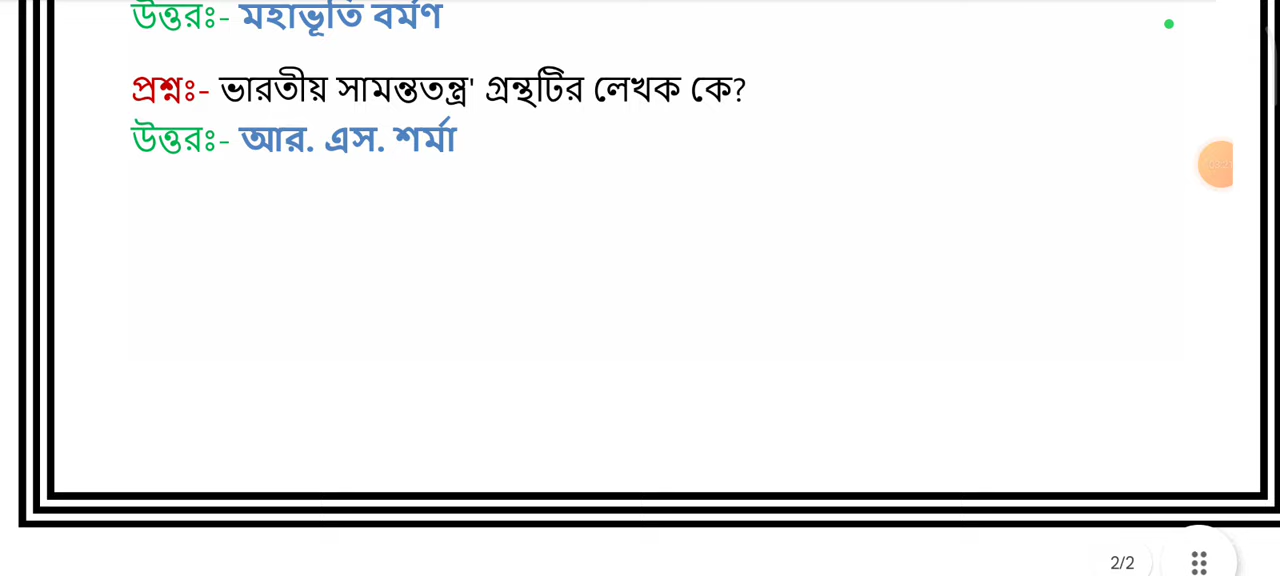 উত্তরঃ- মহাভূতি বর্মণ
প্রশ্নঃ- ভারতীয় সামন্ততন্ত্র' গ্রন্থটির লেখক কে?
উত্তরঃ- আর. এস. শর্মা
2/2